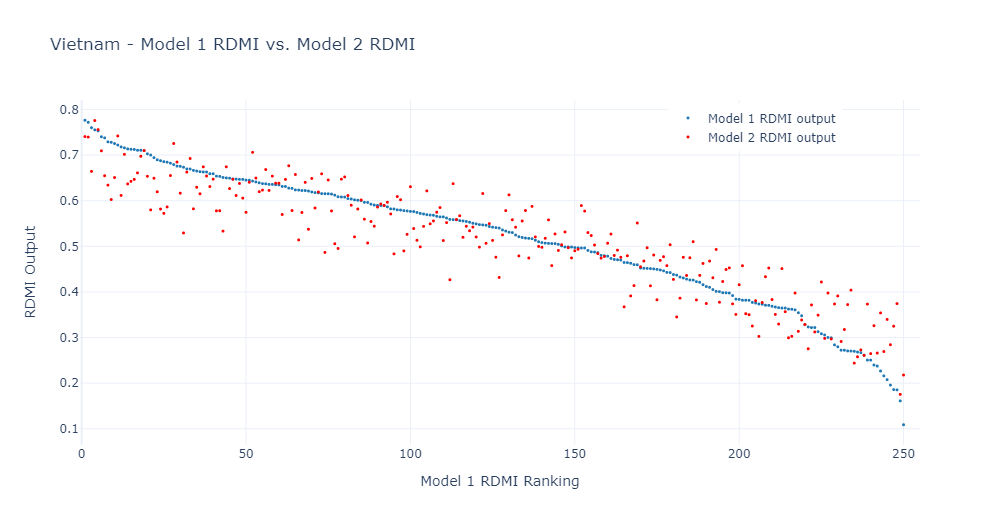 Vietnam - Model 1 RDMI vs. Model 2 RDMI
Model 1 RDMI output
Model 2 RDMI output
RDMI Output
0.8
0.7
0.6
0.5
0.4
0.3
0.2
0.1
0
50
100
150
200
250
Model 1 RDMI Ranking